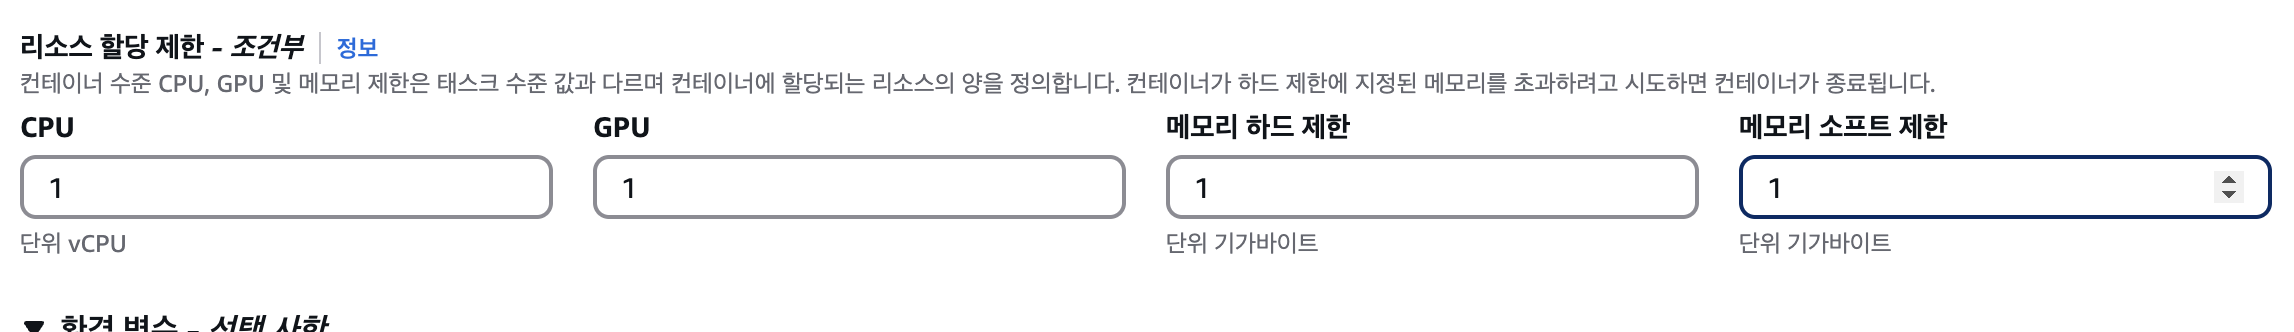 리소스 할당 제한 - 조건부 정보
컨테이너 수준 CPU, GPU 및 메모리 제한은 태스크 수준 값과 다르며 컨테이너에 할당되는 리소스의 양을 정의합니다. 컨테이너가 하드 제한에 지정된 메모리를 초과하려고 시도하면 컨테이너가 종료됩니다.
CPU GPU 메모리 하드 제한 메모리 소프트 제한
1 1 1 1
단위 vCPU 단위 기가바이트 단위 기가바이트
환경 변수 - 선택 사항